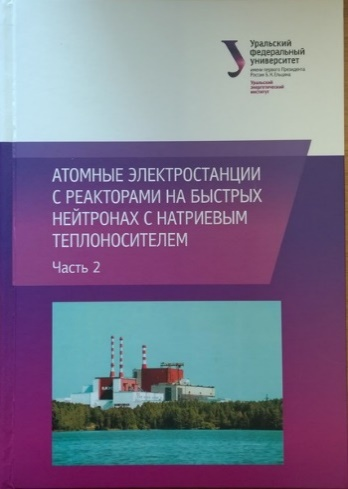 Уральский
федеральный
университет
имени первого Президента
России Б.Н.Ельцина
Уральский
энергетический
институт
АТОМНЫЕ ЭЛЕКТРОСТАНЦИИ
С РЕАКТОРАМИ НА БЫСТРЫХ
НЕЙТРОНАХ С НАТРИЕВЫМ
ТЕПЛОНОСИТЕЛЕМ
Часть 2